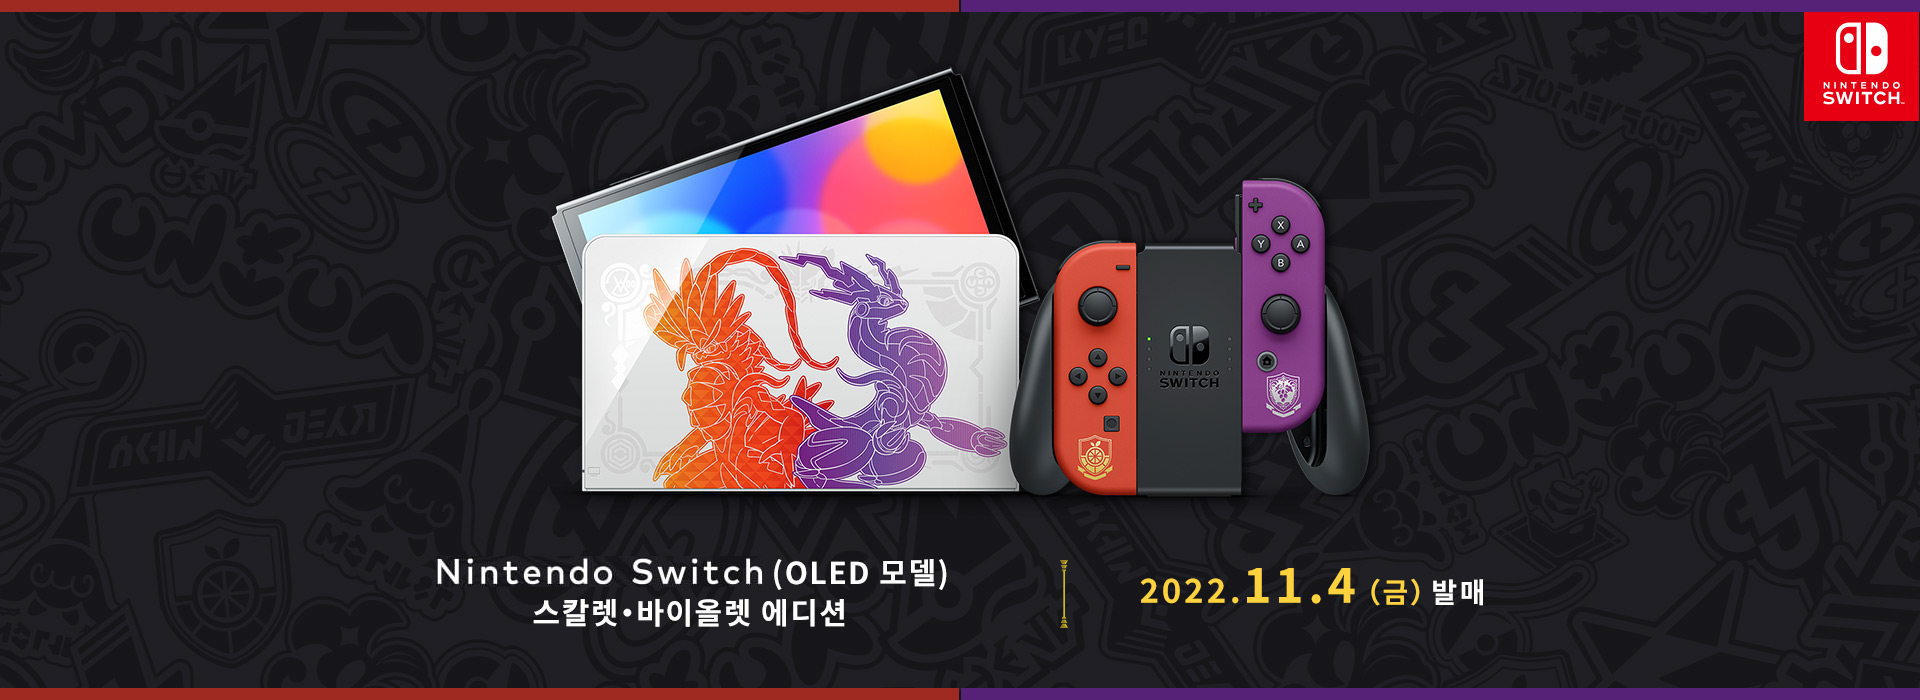 NINTENDO
SWITCH
X
Y
A
B
NINTENDO
SWITCH
Nintendo Switch (OLED 모델)
스칼렛•바이올렛 에디션
2022.11.4 (금) 발매